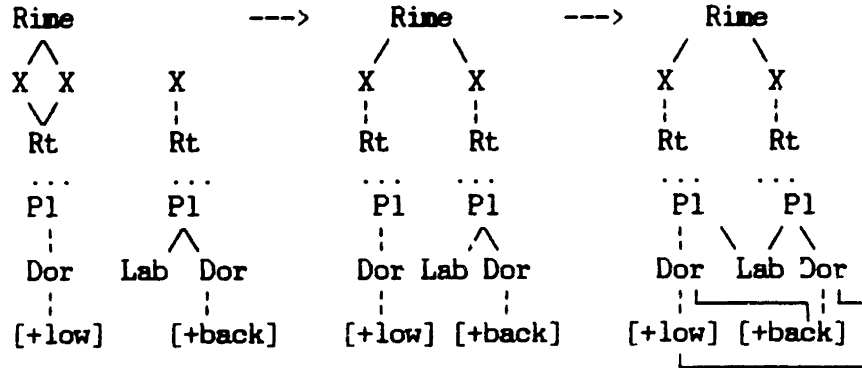 Rime ---> Rime ---> Rime
X X X X X X X
Rt Rt Rt Rt Rt Rt
... ... ... ... ... ...
Pl Pl Pl Pl Pl Pl
Dor Lab Dor Dor Lab Dor Dor Lab Dor
[+low] [+back] [+low] [+back] [+low] [+back]